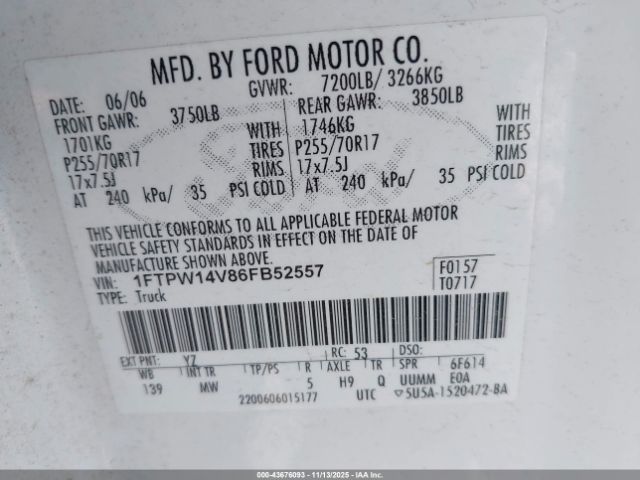 MFD. BY FORD MOTOR CO.
DATE: 06/06 GVWR: 7200LB/ 3266KG
FRONT GAWR: 3750LB REAR GAWR: 3850LB
1701KG WITH 1746KG WITH
P255/70R17 TIRES P255/70R17 TIRES
17x7.5J RIMS 17x7.5J RIMS
AT 240 kPa/ 35 PSI COLD AT 240 kPa/ 35 PSI COLD
THIS VEHICLE CONFORMS TO ALL APPLICABLE FEDERAL MOTOR
VEHICLE SAFETY STANDARDS IN EFFECT ON THE DATE OF
MANUFACTURE SHOWN ABOVE.
VIN: 1FTPW14V86FB52557 F0157
TYPE: Truck T0717
EXT PNT: YZ RC: 53 DSO:
WB INT TR TP/PS R AXLE TR SPR 6F614
139 MW 5 H9 Q UUMM E0A
2200606015177 UTC ▽5U5A-1520472-BA
000-43676093 - 11/13/2025 - IAA Inc.